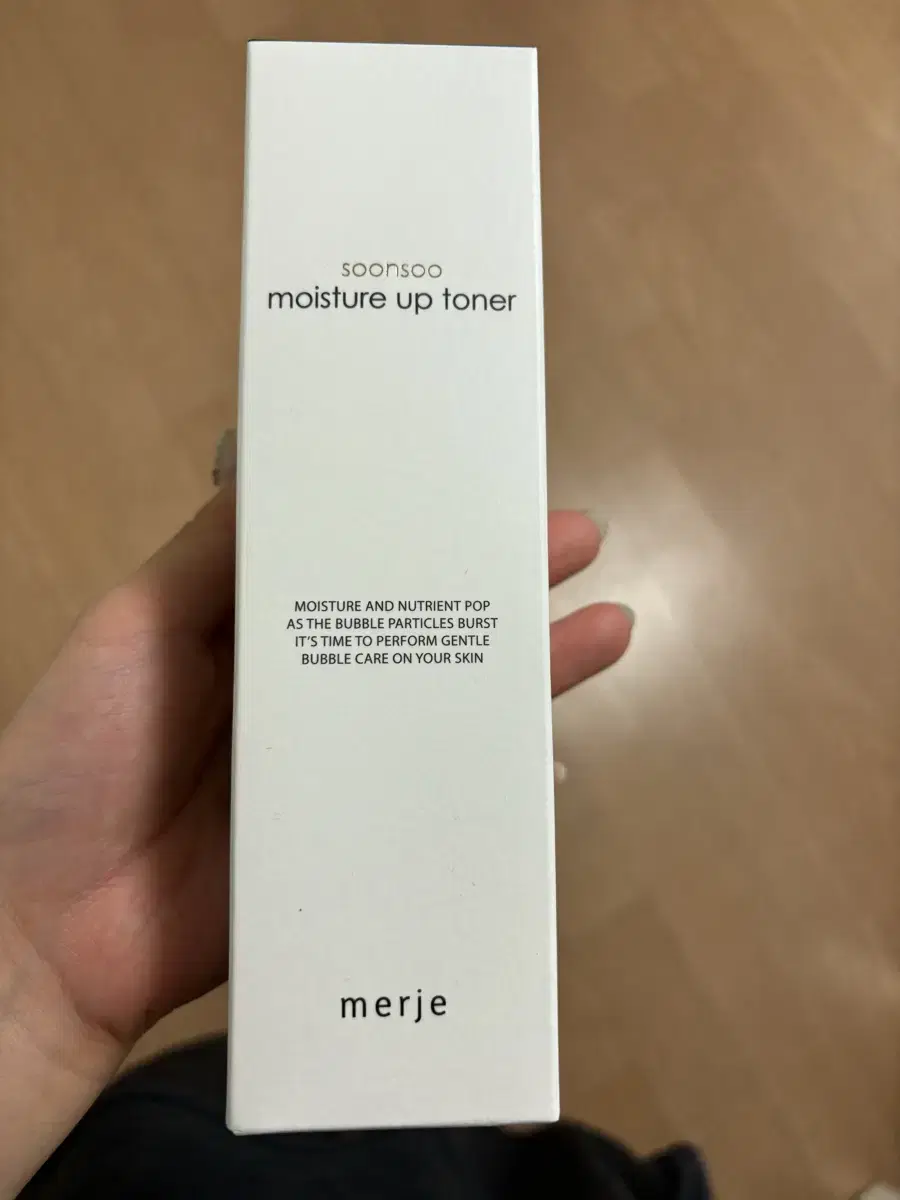 soonsoo
moisture up toner
MOISTURE AND NUTRIENT POP
AS THE BUBBLE PARTICLES BURST
IT'S TIME TO PERFORM GENTLE
BUBBLE CARE ON YOUR SKIN
merje